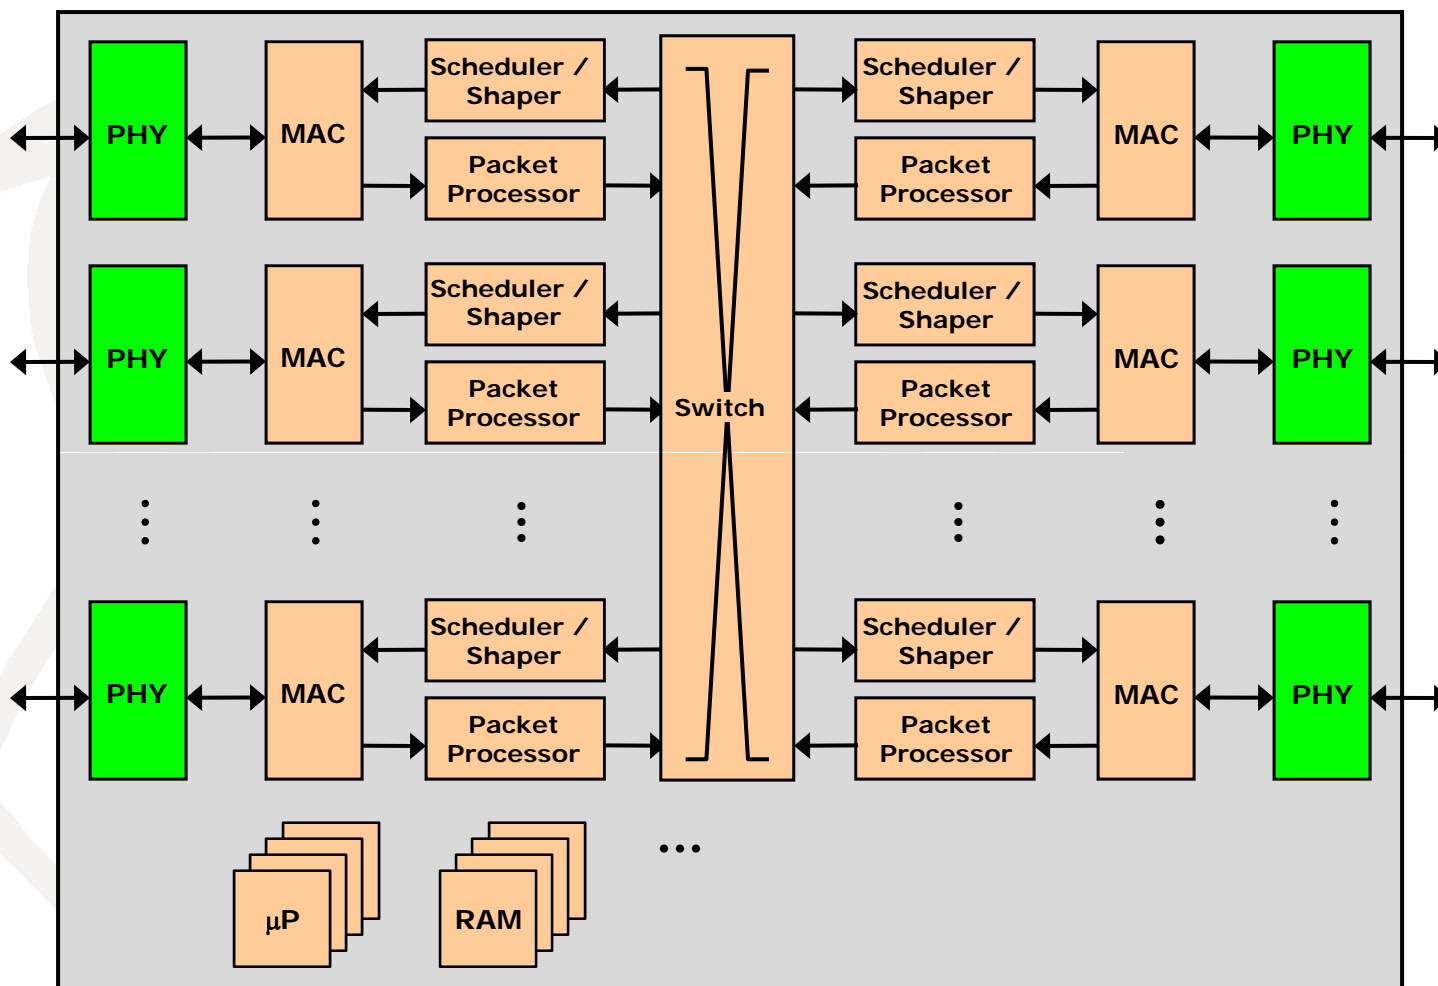 PHY
MAC
Scheduler /
Shaper
Packet
Processor
Scheduler /
Shaper
Packet
Processor
MAC
PHY
PHY
MAC
Scheduler /
Shaper
Packet
Processor
Switch
Scheduler /
Shaper
Packet
Processor
MAC
PHY
PHY
MAC
Scheduler /
Shaper
Packet
Processor
Scheduler /
Shaper
Packet
Processor
MAC
PHY
μP
RAM